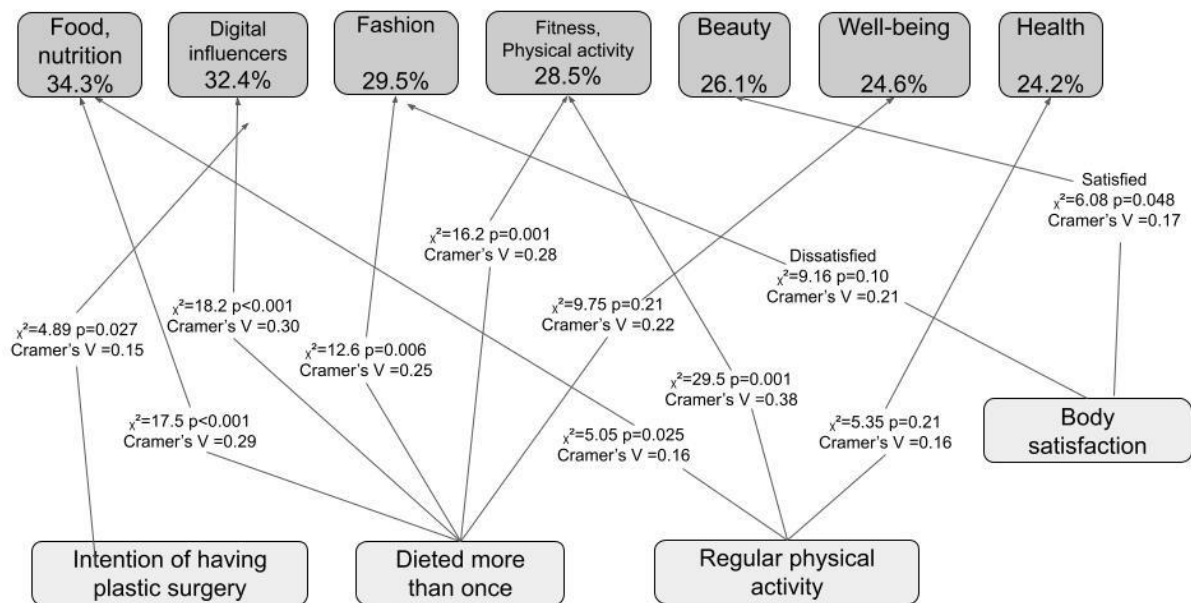 Food,
nutrition
34.3%
Digital
influencers
32.4%
Fashion
29.5%
Fitness,
Physical activity
28.5%
Beauty
26.1%
Well-being
24.6%
Health
24.2%
Satisfied
χ²=6.08 p=0.048
Cramer's V =0.17
χ²=16.2 p=0.001
Cramer's V =0.28
Dissatisfied
χ²=9.16 p=0.10
Cramer's V =0.21
χ²=4.89 p=0.027
Cramer's V =0.15
χ²=18.2 p<0.001
Cramer's V =0.30
χ²=9.75 p=0.21
Cramer's V =0.22
χ²=12.6 p=0.006
Cramer's V =0.25
χ²=29.5 p=0.001
Cramer's V =0.38
χ²=17.5 p<0.001
Cramer's V =0.29
χ²=5.05 p=0.025
Cramer's V =0.16
χ²=5.35 p=0.21
Cramer's V =0.16
Body
satisfaction
Intention of having
plastic surgery
Dieted more
than once
Regular physical
activity